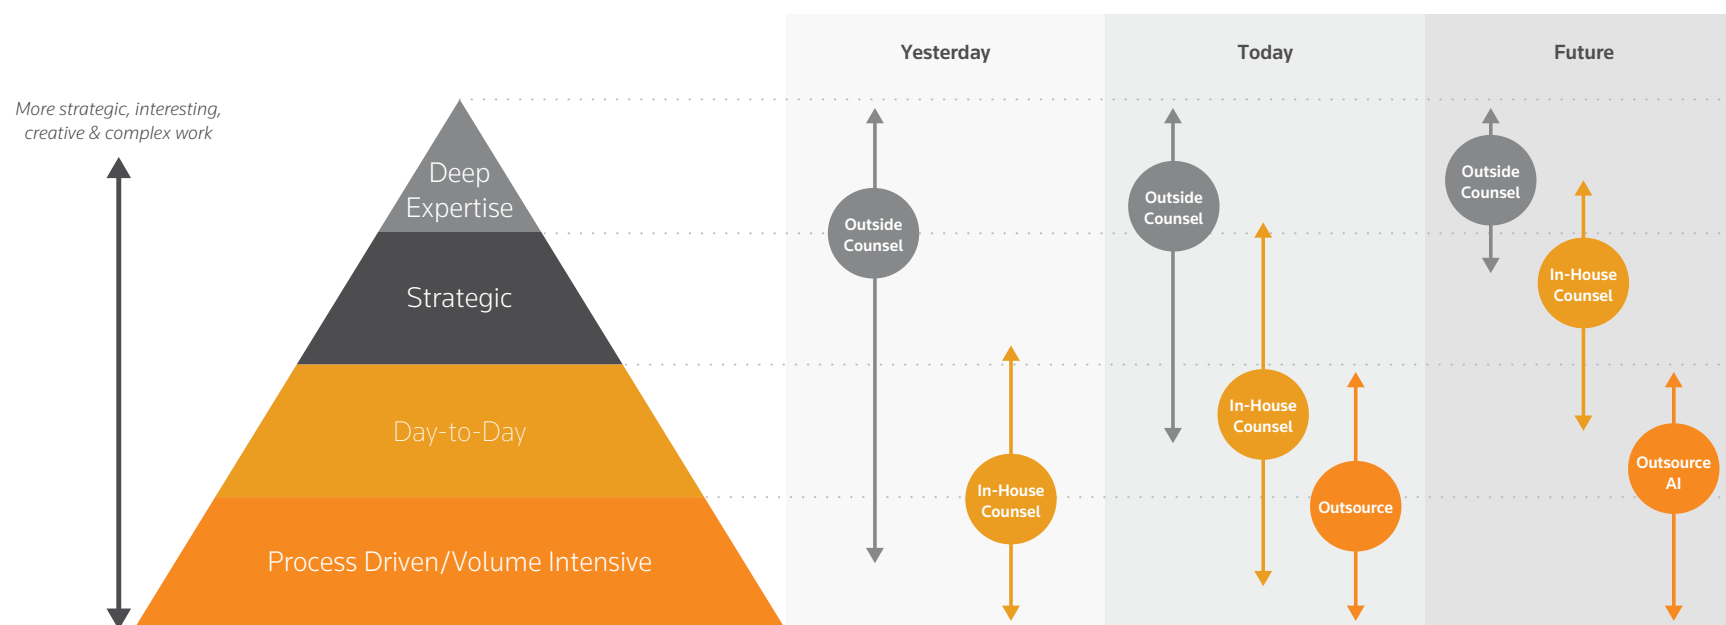 More strategic, interesting,
creative & complex work
Deep
Expertise
Strategic
Day-to-Day
Process Driven/Volume Intensive
Yesterday
Outside
Counsel
In-House
Counsel
Today
Outside
Counsel
In-House
Counsel
Outsource
Future
Outside
Counsel
In-House
Counsel
Outsource
AI